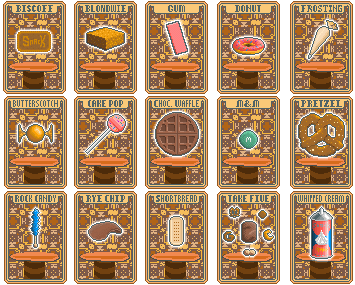 BISCOFF
BLONDUIE
GUM
DONUT
FROSTING
BUTTERSCOTCH
CAKE POP
CHOC. WAFFLE
M&M
PRETZEL
ROCK CANDY
RYE CHIP
SHORTBREAD
TAKE FIVE
WHIPPED CREAM